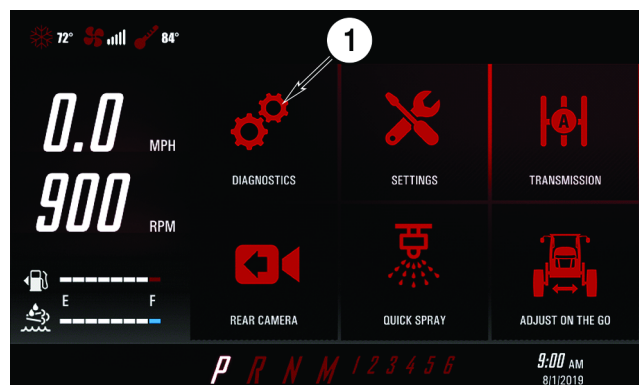 72° 84°
1
0.0 MPH
900 RPM
E F
DIAGNOSTICS SETTINGS TRANSMISSION
A
REAR CAMERA QUICK SPRAY ADJUST ON THE GO
P R N M 1 2 3 4 5 6
9:00 AM
8/1/2019